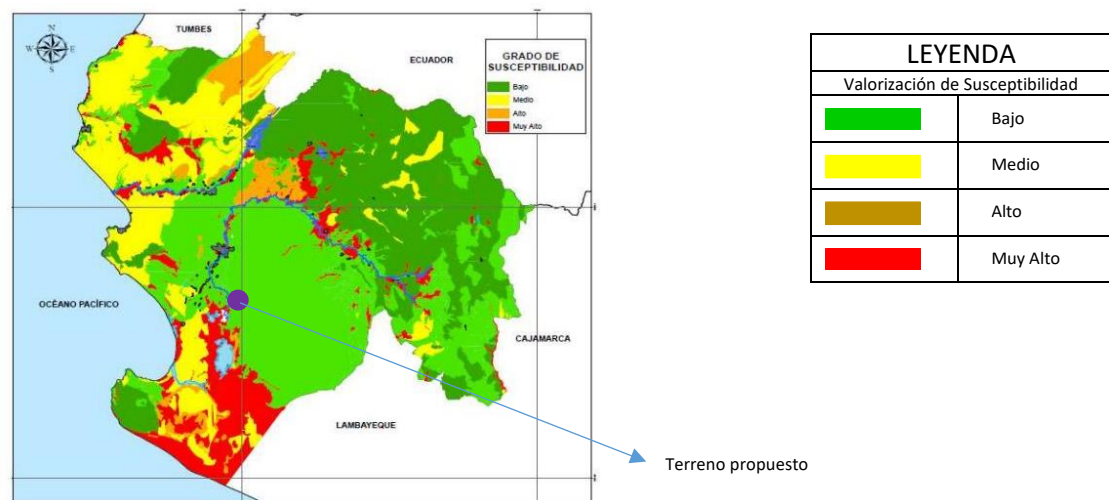 TUMBES
N
W E
S
ECUADOR
GRADO DE
SUSCEPTIBILIDAD
Bajo
Medio
Alto
Muy Alto
OCÉANO PACÍFICO
CAJAMARCA
LAMBAYEQUE
Terreno propuesto
LEYENDA
Valorización de Susceptibilidad
Bajo
Medio
Alto
Muy Alto